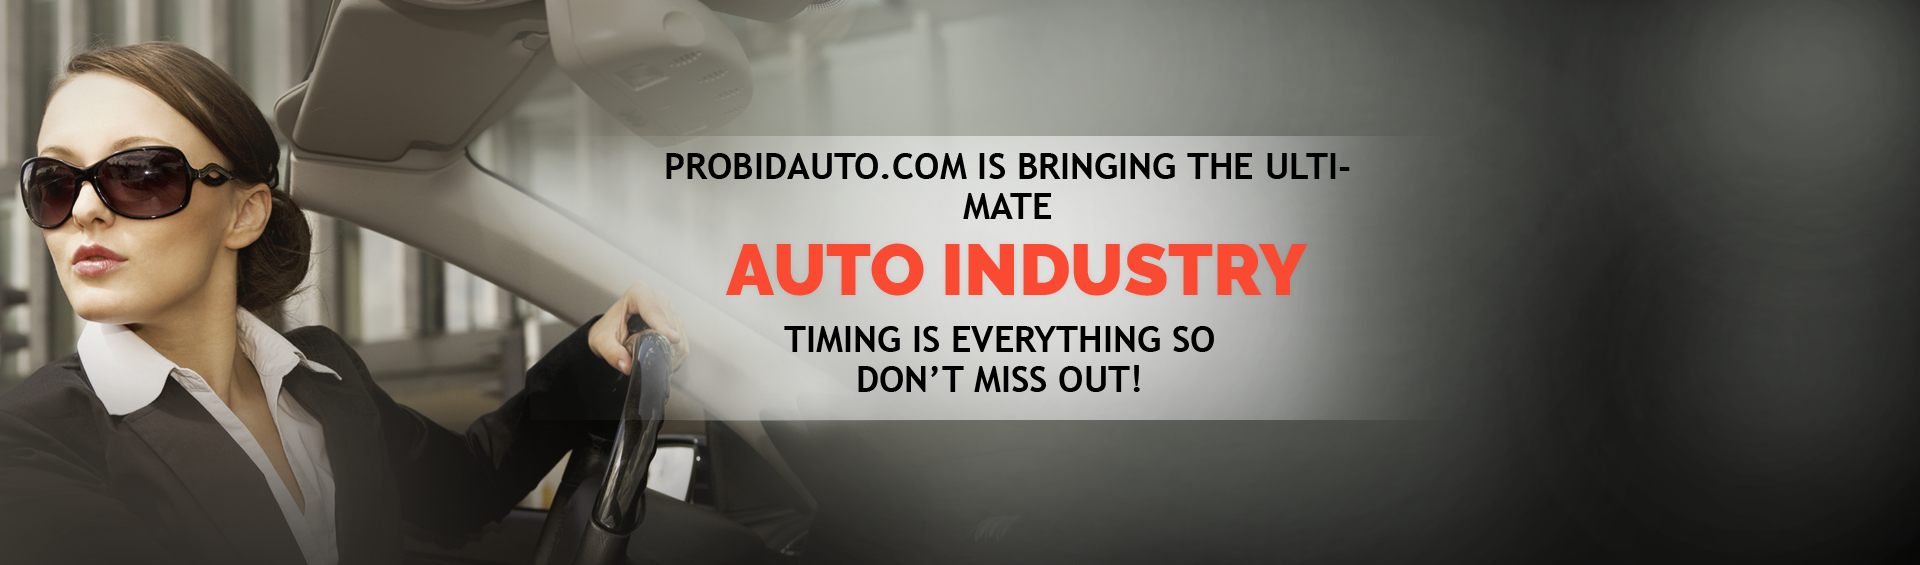 PROBIDAUTO.COM IS BRINGING THE ULTI-
MATE
AUTO INDUSTRY
TIMING IS EVERYTHING SO
DON’T MISS OUT!